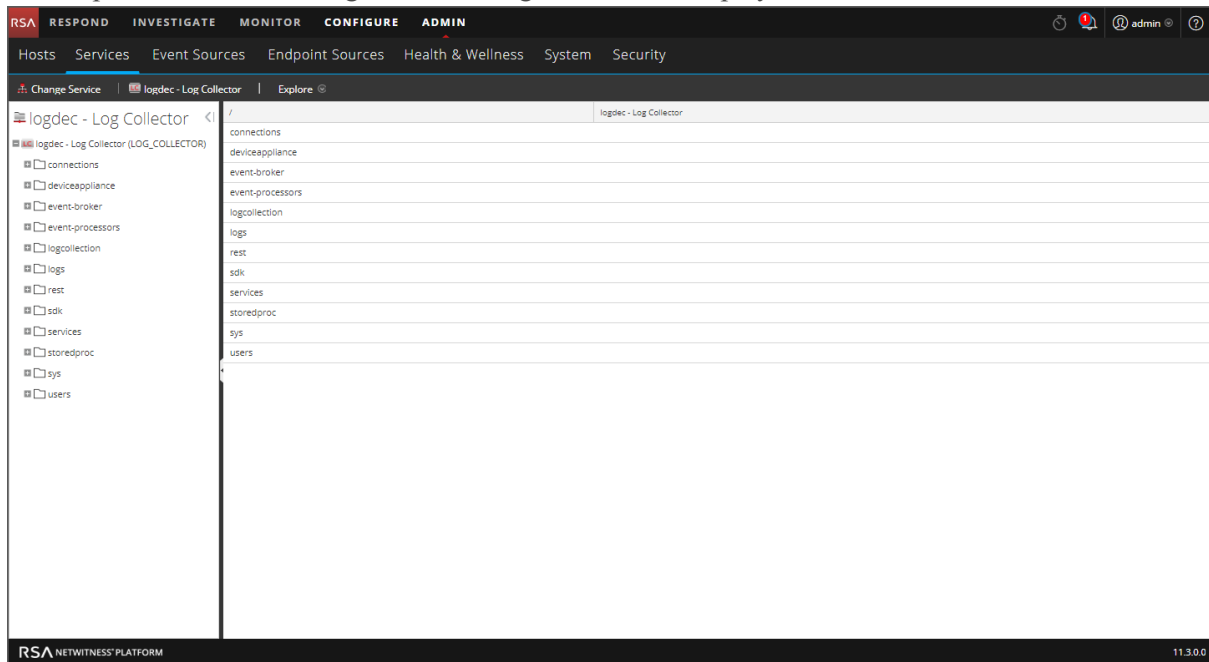 RSA RESPOND INVESTIGATE MONITOR CONFIGURE ADMIN 1 admin ?
Hosts Services Event Sources Endpoint Sources Health & Wellness System Security
Change Service logdec - Log Collector Explore
logdec - Log Collector
logdec - Log Collector (LOG_COLLECTOR)
connections
deviceappliance
event-broker
event-processors
logcollection
logs
rest
sdk
services
storedproc
sys
users
/ logdec - Log Collector
connections
deviceappliance
event-broker
event-processors
logcollection
logs
rest
sdk
services
storedproc
sys
users
RSA NETWITNESS® PLATFORM 11.3.0.0